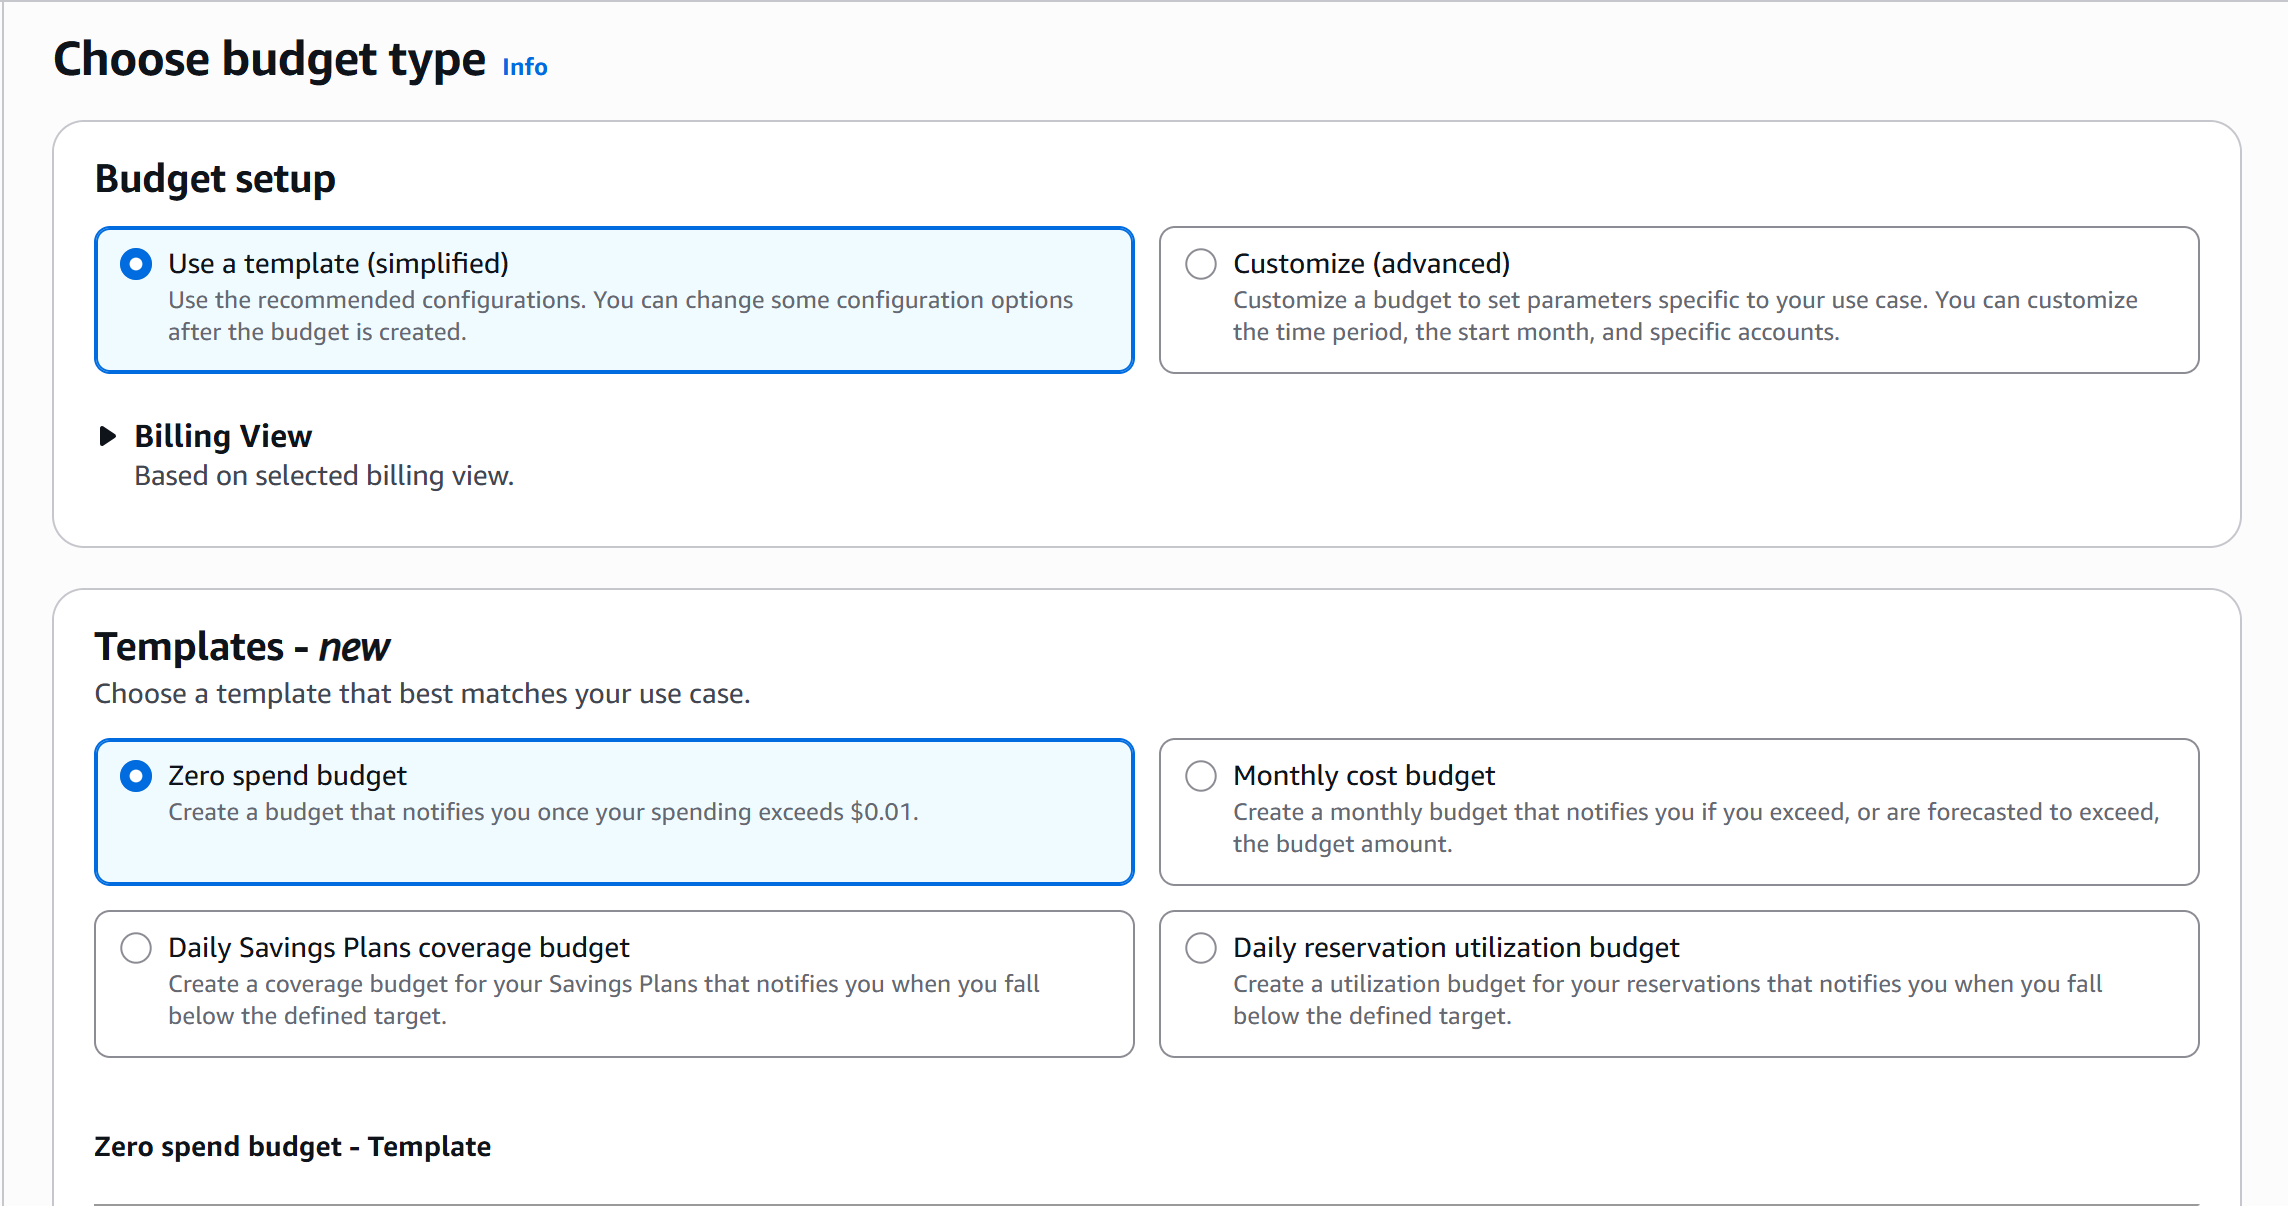 Choose budget type Info
Budget setup
Use a template (simplified)
Use the recommended configurations. You can change some configuration options
after the budget is created.
Customize (advanced)
Customize a budget to set parameters specific to your use case. You can customize
the time period, the start month, and specific accounts.
Billing View
Based on selected billing view.
Templates - new
Choose a template that best matches your use case.
Zero spend budget
Create a budget that notifies you once your spending exceeds $0.01.
Monthly cost budget
Create a monthly budget that notifies you if you exceed, or are forecasted to exceed,
the budget amount.
Daily Savings Plans coverage budget
Create a coverage budget for your Savings Plans that notifies you when you fall
below the defined target.
Daily reservation utilization budget
Create a utilization budget for your reservations that notifies you when you fall
below the defined target.
Zero spend budget - Template